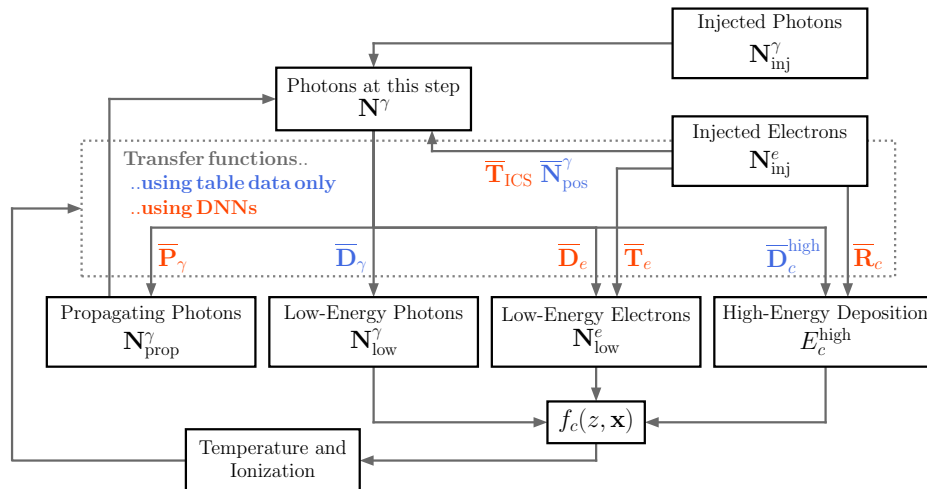 Injected Photons
N^γ_inj
Photons at this step
N^γ
Injected Electrons
N^e_inj
Transfer functions..
..using table data only
..using DNNs
T̅_ICS N̅^γ_pos
P̅_γ
D̅_γ
D̅_e
T̅_e
D̅^high_c
R̅_c
Propagating Photons
N^γ_prop
Low-Energy Photons
N^γ_low
Low-Energy Electrons
N^e_low
High-Energy Deposition
E^high_c
f_c(z, x)
Temperature and
Ionization